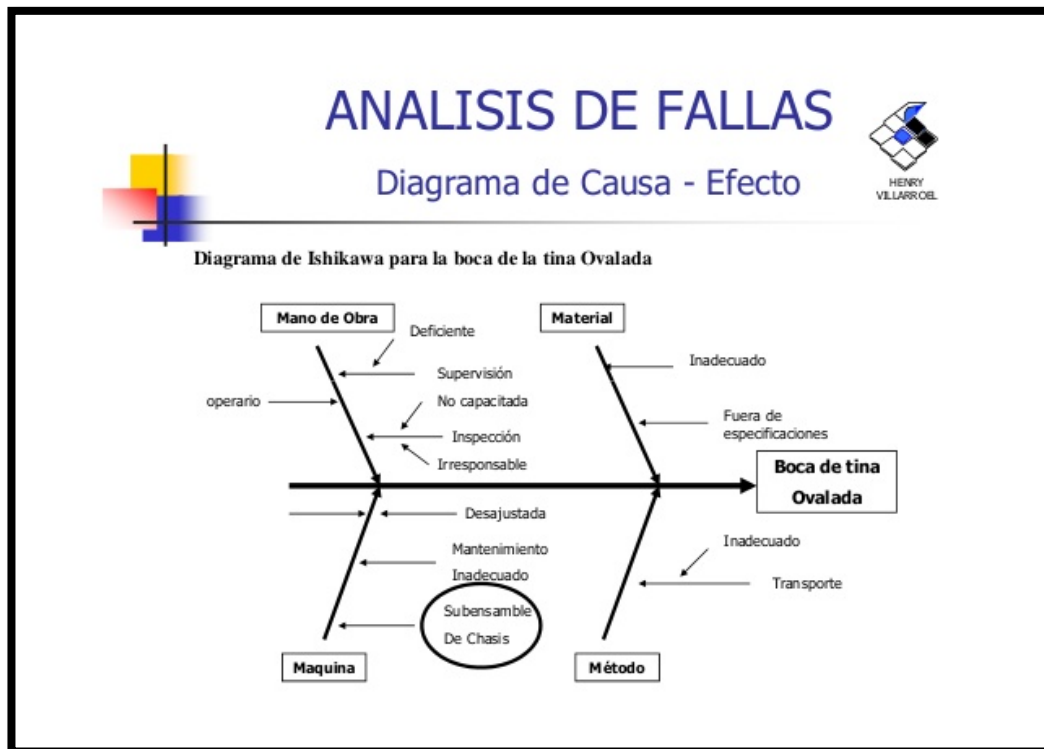 ANALISIS DE FALLAS
Diagrama de Causa - Efecto
HENRY
VILLARROEL
Diagrama de Ishikawa para la boca de la tina Ovalada
Mano de Obra
Material
Deficiente
Inadecuado
Supervisión
operario
No capacitada
Fuera de
especificaciones
Inspección
Irresponsable
Boca de tina
Ovalada
Desajustada
Inadecuado
Mantenimiento
Inadecuado
Transporte
Subensamble
De Chasis
Maquina
Método